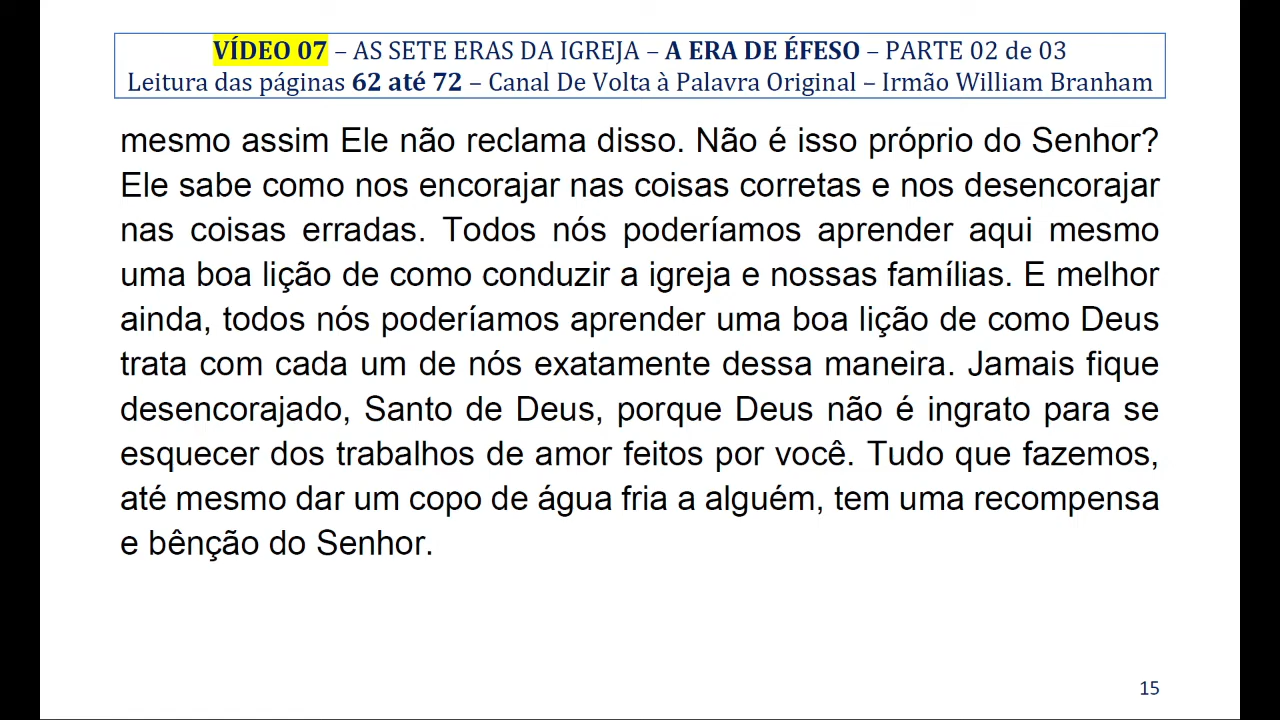 VÍDEO 07 – AS SETE ERAS DA IGREJA – A ERA DE ÉFESO – PARTE 02 de 03
Leitura das páginas 62 até 72 – Canal De Volta à Palavra Original – Irmão William Branham
mesmo assim Ele não reclama disso. Não é isso próprio do Senhor?
Ele sabe como nos encorajar nas coisas corretas e nos desencorajar
nas coisas erradas. Todos nós poderíamos aprender aqui mesmo
uma boa lição de como conduzir a igreja e nossas famílias. E melhor
ainda, todos nós poderíamos aprender uma boa lição de como Deus
trata com cada um de nós exatamente dessa maneira. Jamais fique
desencorajado, Santo de Deus, porque Deus não é ingrato para se
esquecer dos trabalhos de amor feitos por você. Tudo que fazemos,
até mesmo dar um copo de água fria a alguém, tem uma recompensa
e bênção do Senhor.
15